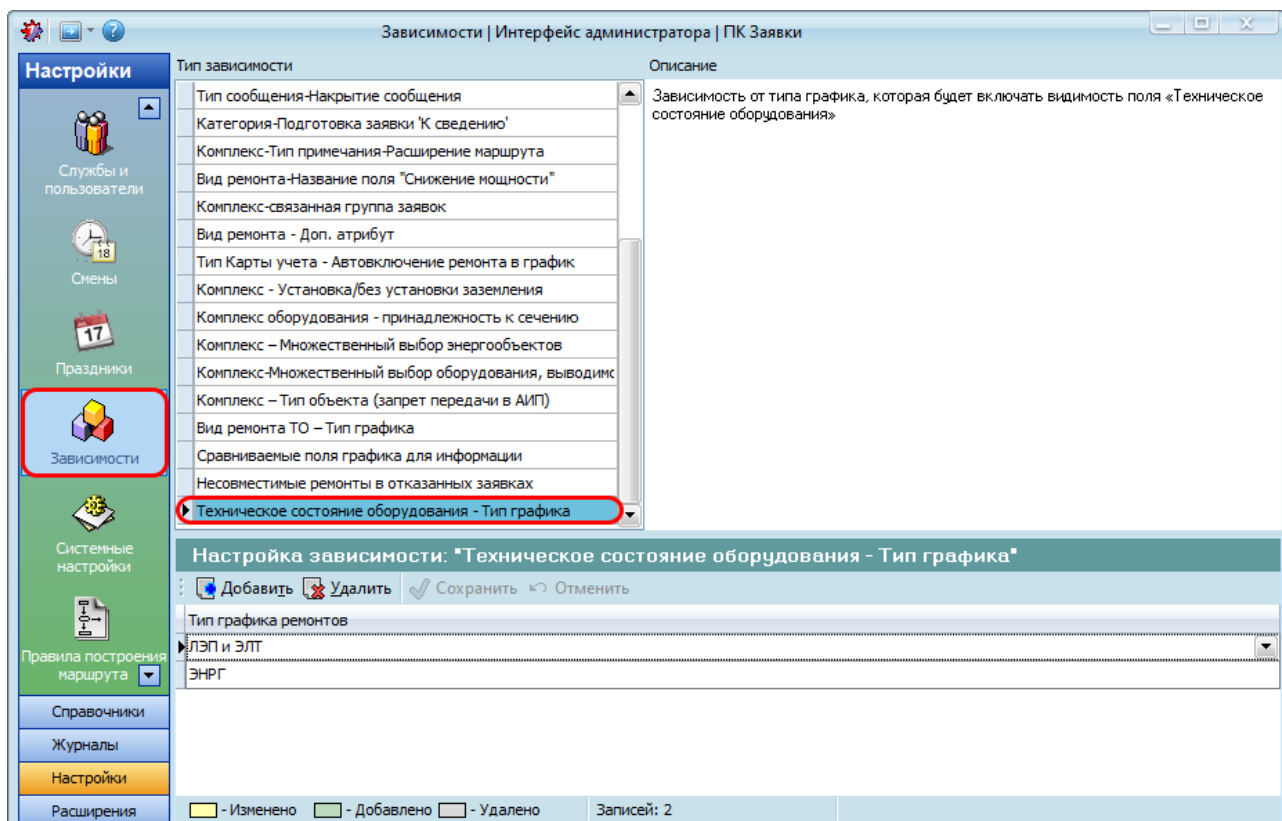 Зависимости | Интерфейс администратора | ПК Заявки
Настройки
Службы и
пользователи
18
Смены
17
Праздники
Зависимости
Системные
настройки
Правила построения
маршрута
Справочники
Журналы
Настройки
Расширения
Тип зависимости
Тип сообщения-Накрытие сообщения
Категория-Подготовка заявки 'К сведению'
Комплекс-Тип примечания-Расширение маршрута
Вид ремонта-Название поля "Снижение мощности"
Комплекс-связанная группа заявок
Вид ремонта - Доп. атрибут
Тип Карты учета - Автовключение ремонта в график
Комплекс - Установка/без установки заземления
Комплекс оборудования - принадлежность к сечению
Комплекс – Множественный выбор энергообъектов
Комплекс-Множественный выбор оборудования, выводимс
Комплекс – Тип объекта (запрет передачи в АИП)
Вид ремонта ТО – Тип графика
Сравниваемые поля графика для информации
Несовместимые ремонты в отказанных заявках
Техническое состояние оборудования - Тип графика
Описание
Зависимость от типа графика, которая будет включать видимость поля «Техническое
состояние оборудования»
Настройка зависимости: "Техническое состояние оборудования - Тип графика"
Добавить Удалить Сохранить Отменить
Тип графика ремонтов
ЛЭП и ЭЛТ
ЭНРГ
- Изменено - Добавлено - Удалено Записей: 2